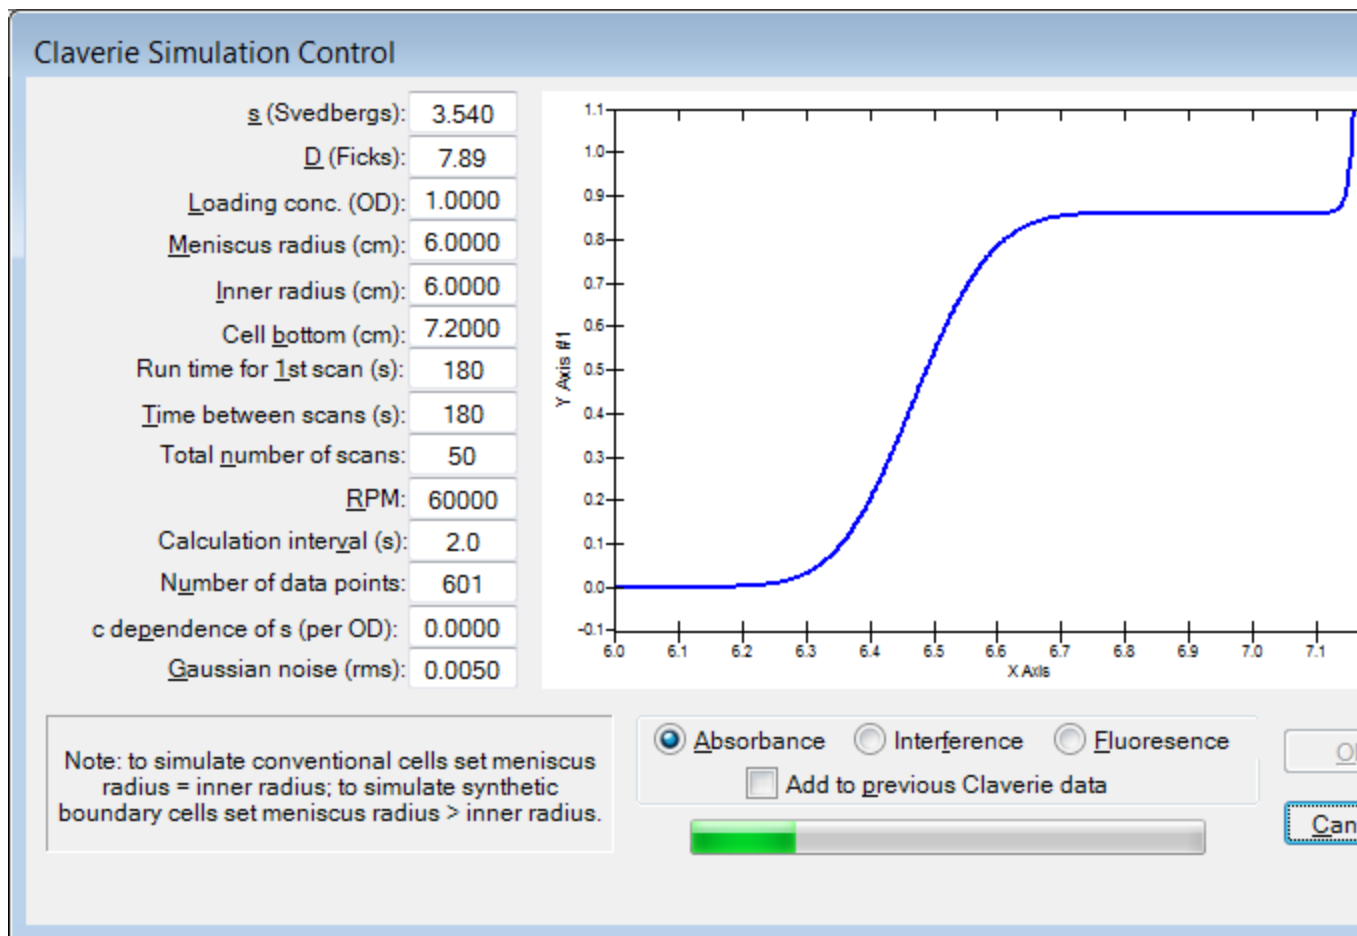 Claverie Simulation Control
s (Svedbergs): 3.540
D (Ficks): 7.89
Loading conc. (OD): 1.0000
Meniscus radius (cm): 6.0000
Inner radius (cm): 6.0000
Cell bottom (cm): 7.2000
Run time for 1st scan (s): 180
Time between scans (s): 180
Total number of scans: 50
RPM: 60000
Calculation interval (s): 2.0
Number of data points: 601
c dependence of s (per OD): 0.0000
Gaussian noise (rms): 0.0050
1.1
1.0
0.9
0.8
0.7
0.6
0.5
0.4
0.3
0.2
0.1
0.0
-0.1
Y Axis #1
6.0 6.1 6.2 6.3 6.4 6.5 6.6 6.7 6.8 6.9 7.0 7.1
X Axis
Note: to simulate conventional cells set meniscus
radius = inner radius; to simulate synthetic
boundary cells set meniscus radius > inner radius.
Absorbance Interference Fluoresence
Add to previous Claverie data
Can